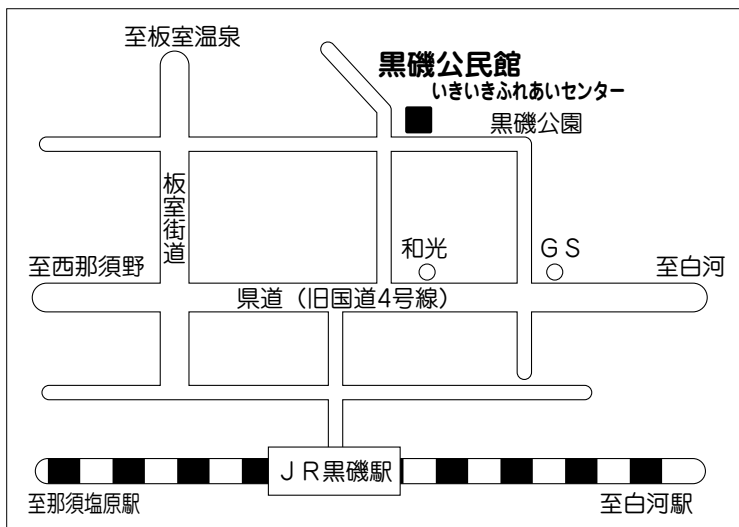 至板室温泉
黒磯公民館
いきいきふれあいセンター
黒磯公園
板室街道
和光
ＧＳ
至西那須野
至白河
県道（旧国道4号線）
ＪＲ黒磯駅
至那須塩原駅
至白河駅